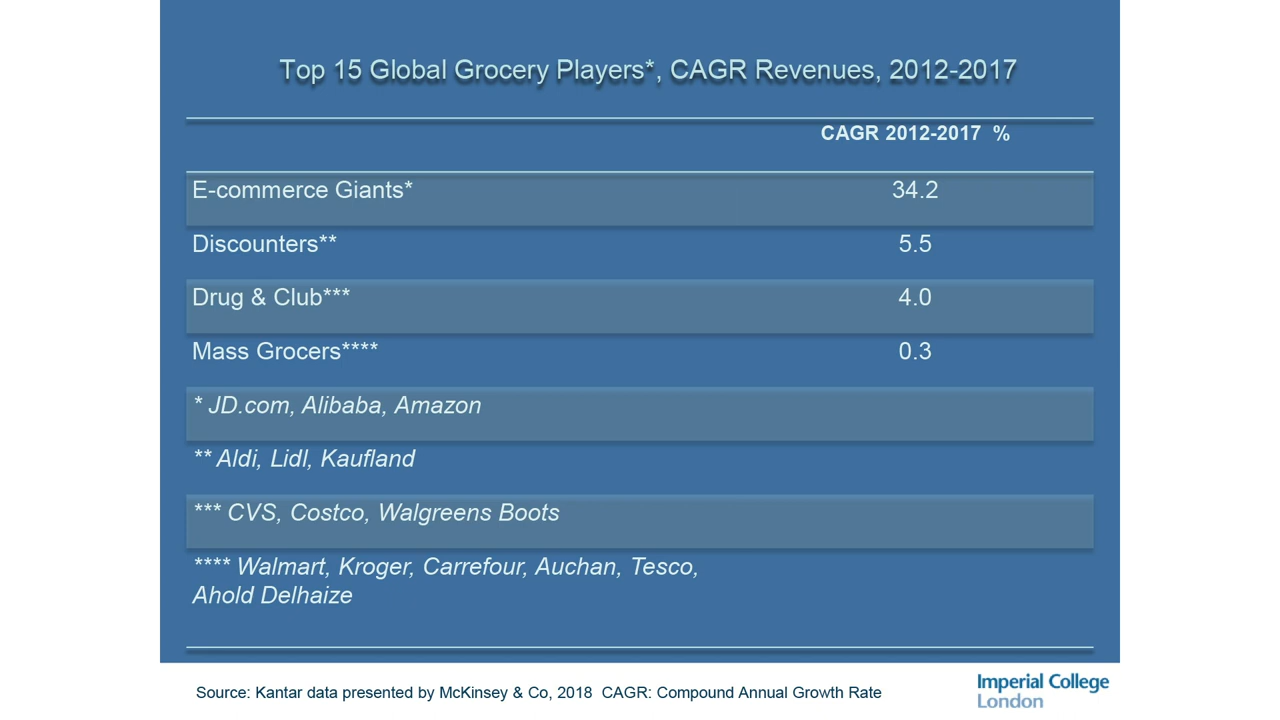 Top 15 Global Grocery Players*, CAGR Revenues, 2012-2017
CAGR 2012-2017 %
E-commerce Giants* 34.2
Discounters** 5.5
Drug & Club*** 4.0
Mass Grocers**** 0.3
* JD.com, Alibaba, Amazon
** Aldi, Lidl, Kaufland
*** CVS, Costco, Walgreens Boots
**** Walmart, Kroger, Carrefour, Auchan, Tesco,
Ahold Delhaize
Source: Kantar data presented by McKinsey & Co, 2018 CAGR: Compound Annual Growth Rate
Imperial College
London